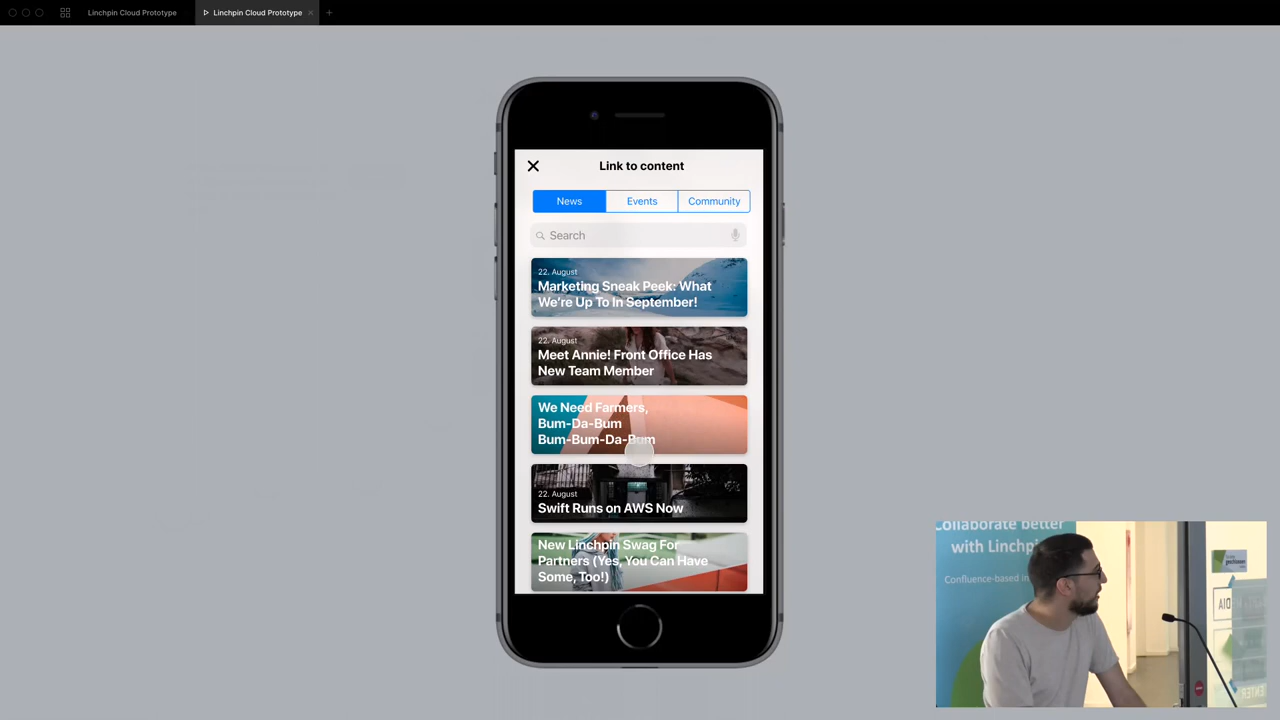 Linchpin Cloud Prototype
Linchpin Cloud Prototype
Link to content
News
Events
Community
Search
22. August
Marketing Sneak Peek: What
We're Up To In September!
22. August
Meet Annie! Front Office Has
New Team Member
We Need Farmers,
Bum-Da-Bum
Bum-Bum-Da-Bum
22. August
Swift Runs on AWS Now
New Linchpin Swag For
Partners (Yes, You Can Have
Some, Too!)
Collaborate better
with Linchp
Confluence-based in